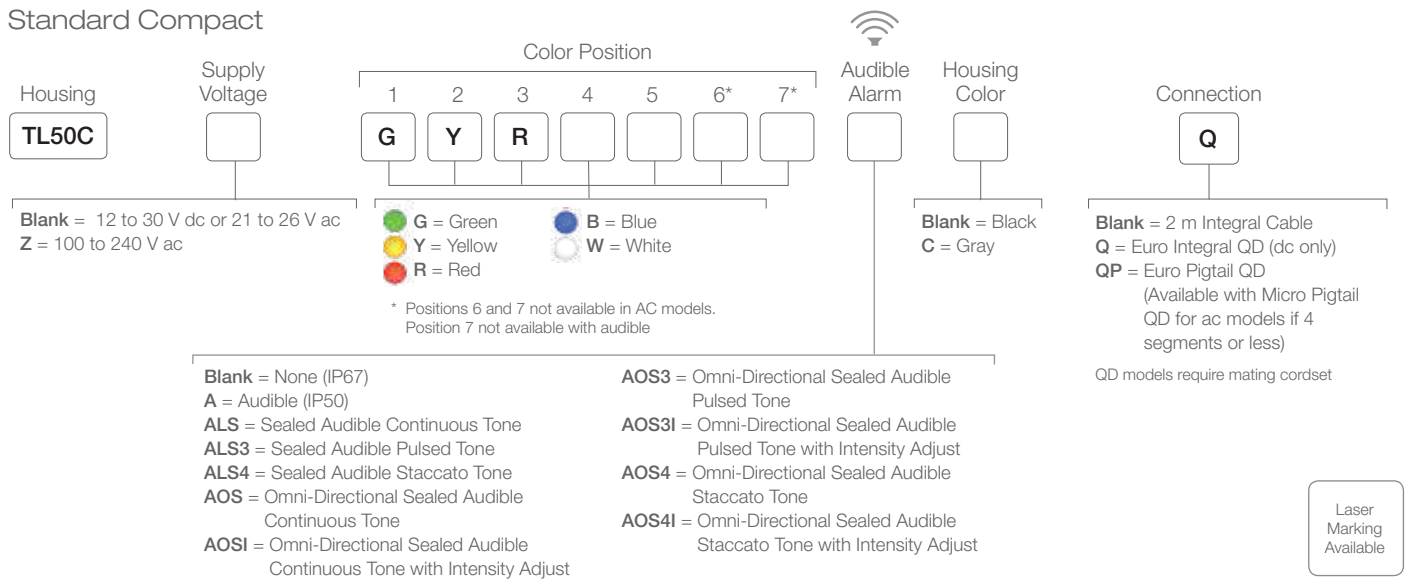 Standard Compact
Color Position
Supply
Voltage
Audible
Alarm
Housing
Color
Housing
1 2 3 4 5 6* 7*
Connection
TL50C
G Y R
Q
Blank = 12 to 30 V dc or 21 to 26 V ac
Z = 100 to 240 V ac
G = Green
Y = Yellow
R = Red
B = Blue
W = White
* Positions 6 and 7 not available in AC models.
Position 7 not available with audible
Blank = Black
C = Gray
Blank = 2 m Integral Cable
Q = Euro Integral QD (dc only)
QP = Euro Pigtail QD
(Available with Micro Pigtail
QD for ac models if 4
segments or less)
QD models require mating cordset
Blank = None (IP67)
A = Audible (IP50)
ALS = Sealed Audible Continuous Tone
ALS3 = Sealed Audible Pulsed Tone
ALS4 = Sealed Audible Staccato Tone
AOS = Omni-Directional Sealed Audible
Continuous Tone
AOSI = Omni-Directional Sealed Audible
Continuous Tone with Intensity Adjust
AOS3 = Omni-Directional Sealed Audible
Pulsed Tone
AOS3I = Omni-Directional Sealed Audible
Pulsed Tone with Intensity Adjust
AOS4 = Omni-Directional Sealed Audible
Staccato Tone
AOS4I = Omni-Directional Sealed Audible
Staccato Tone with Intensity Adjust
Laser
Marking
Available